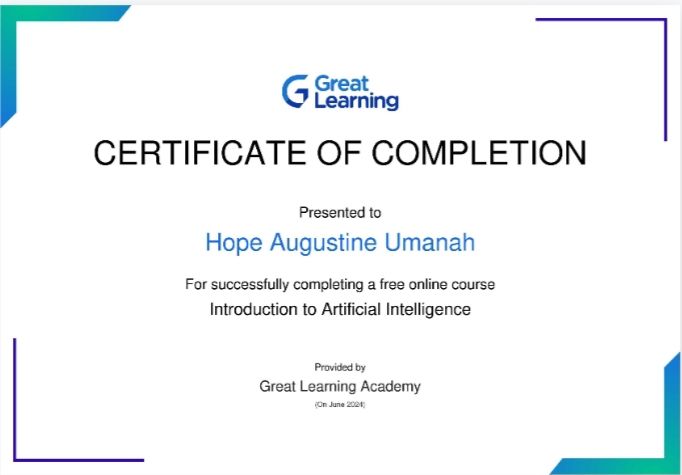 Great
Learning
CERTIFICATE OF COMPLETION
Presented to
Hope Augustine Umanah
For successfully completing a free online course
Introduction to Artificial Intelligence
Provided by
Great Learning Academy
(On June 2024)